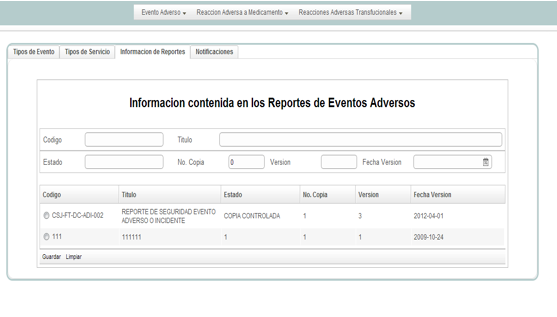 Evento Adverso Reaccion Adversa a Medicamento Reacciones Adversas Transfucionales
Tipos de Evento Tipos de Servicio Informacion de Reportes Notificaciones
Informacion contenida en los Reportes de Eventos Adversos
Codigo Titulo
Estado No. Copia 0 Version Fecha Version
Codigo Titulo Estado No. Copia Version Fecha Version
CSJ-FT-DC-ADI-002 REPORTE DE SEGURIDAD EVENTO ADVERSO O INCIDENTE COPIA CONTROLADA 1 3 2012-04-01
111 111111 1 1 1 2009-10-24
Guardar Limpiar